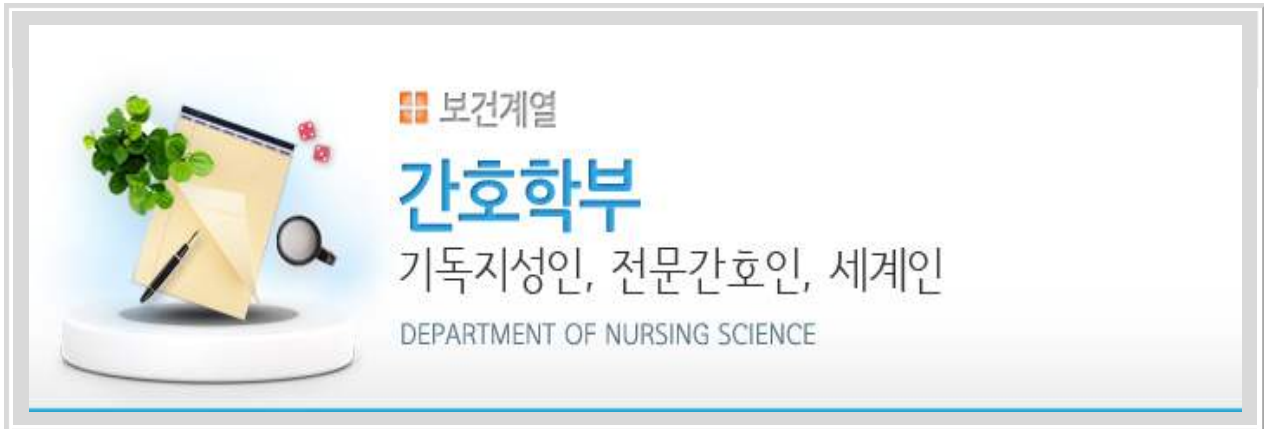 보건계열
간호학부
기독지성인, 전문간호인, 세계인
DEPARTMENT OF NURSING SCIENCE